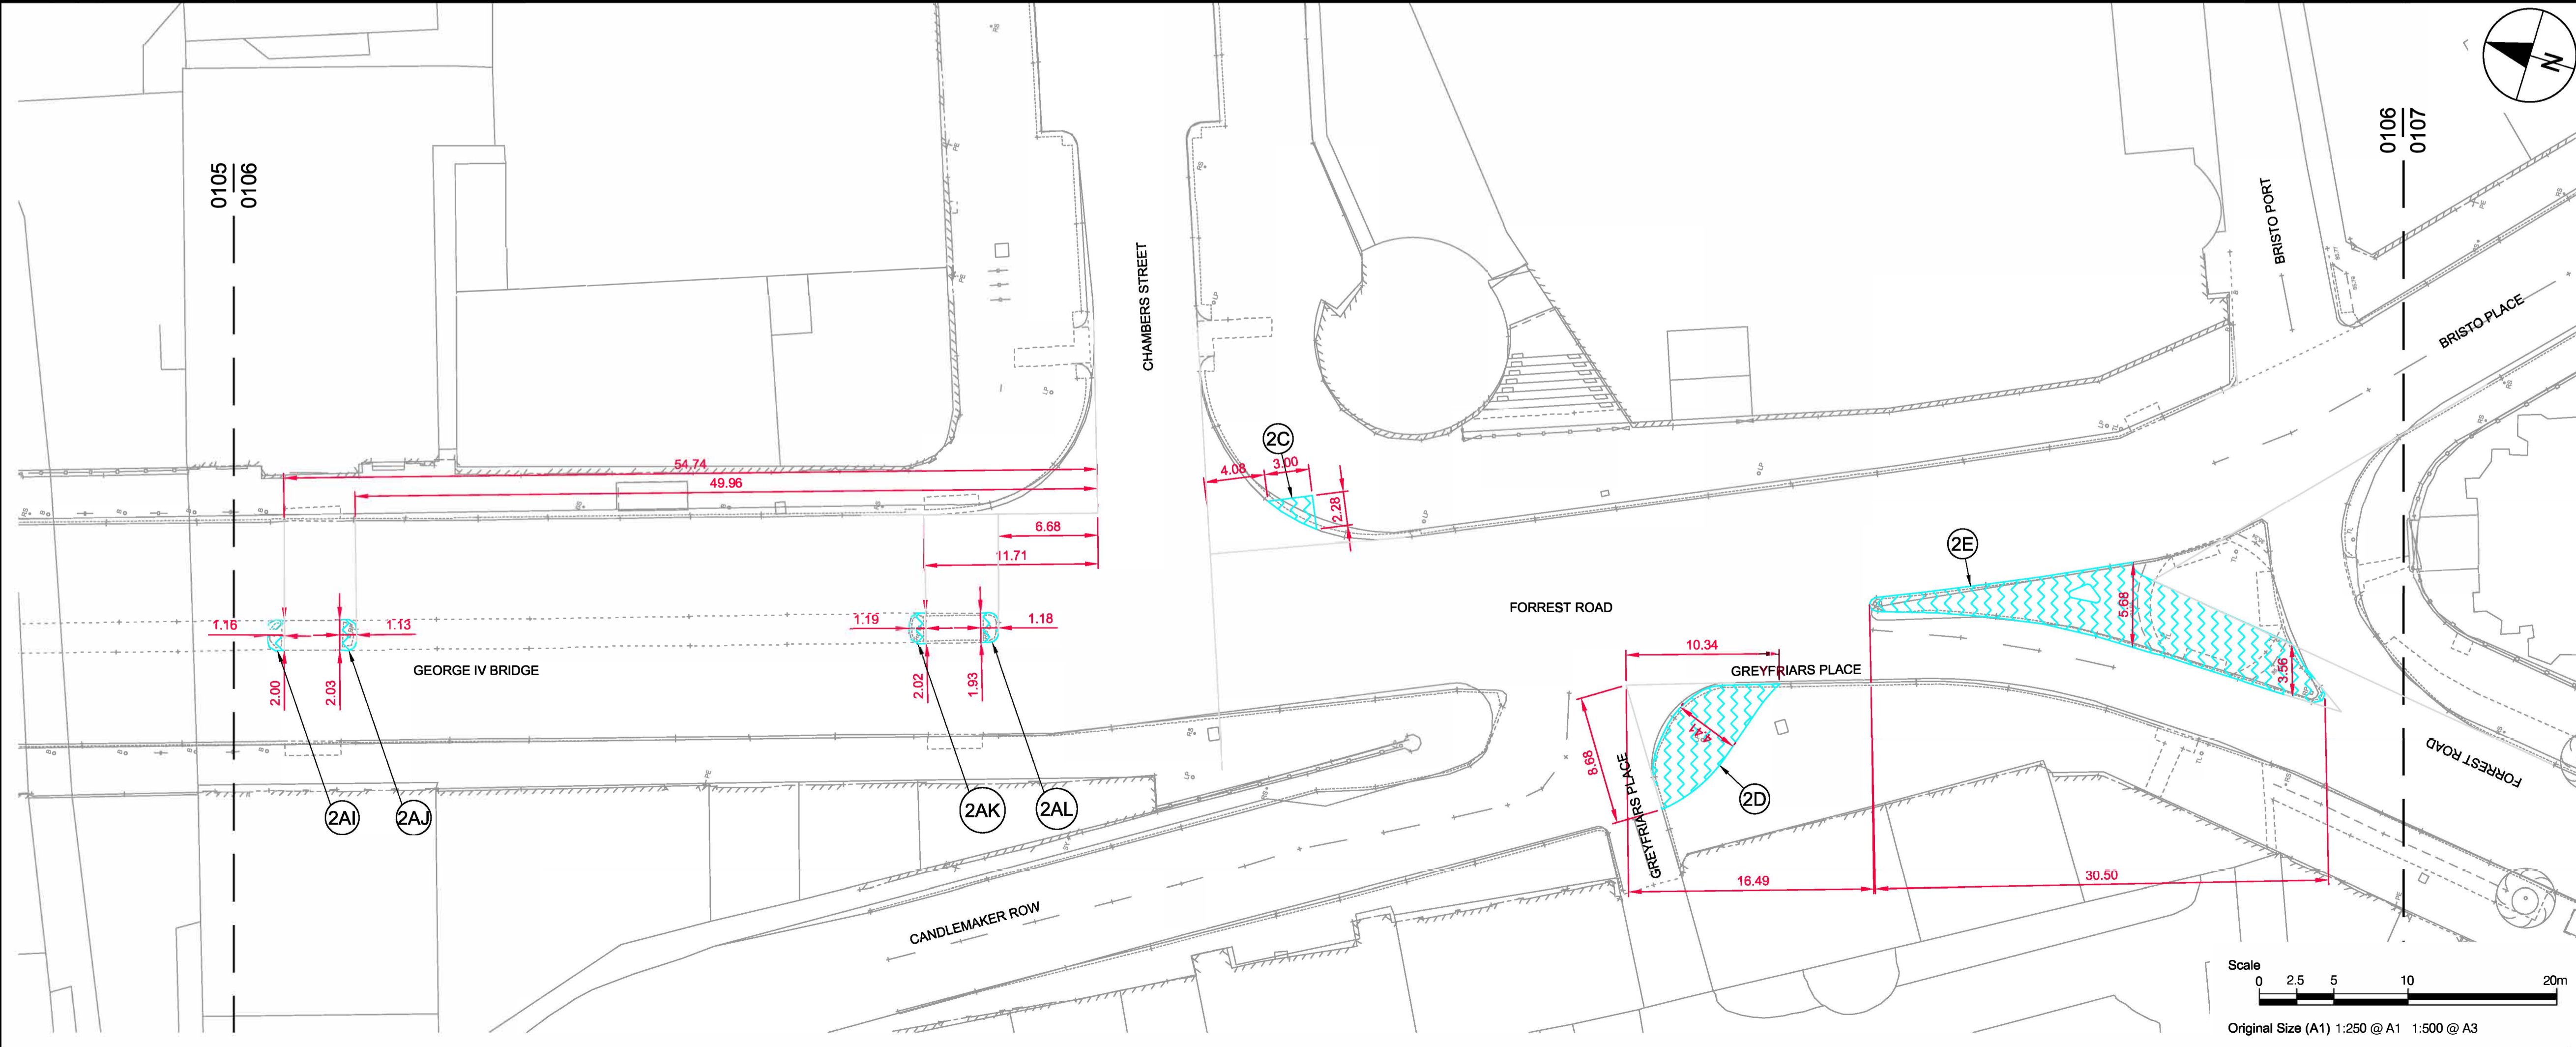 N
0105
0106
0106
0107
CHAMBERS STREET
BRISTO PORT
BRISTO PLACE
2C
4.08
3.00
2.28
54.74
49.96
6.68
11.71
2E
FORREST ROAD
5.68
3.56
1.16
1.13
1.19
1.18
2.00
2.03
2.02
1.93
GEORGE IV BRIDGE
10.34
GREYFRIARS PLACE
4.41
8.68
GREYFRIARS PLACE
2D
FORREST ROAD
2AI
2AJ
2AK
2AL
16.49
30.50
CANDLEMAKER ROW
Scale
0 2.5 5 10 20m
Original Size (A1) 1:250 @ A1 1:500 @ A3